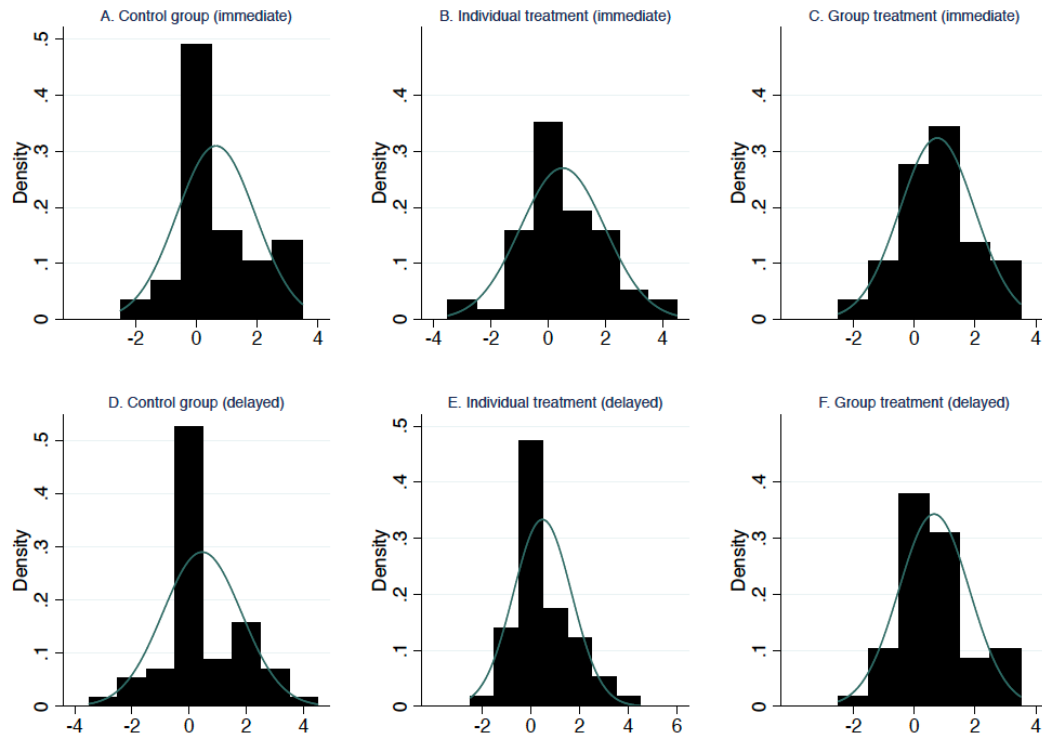 A. Control group (immediate)
B. Individual treatment (immediate)
C. Group treatment (immediate)
Density
.5
.4
.3
.2
.1
0
-2 0 2 4
Density
.4
.3
.2
.1
0
-4 -2 0 2 4
Density
.4
.3
.2
.1
0
-4 -2 0 2 4
D. Control group (delayed)
E. Individual treatment (delayed)
F. Group treatment (delayed)
Density
.5
.4
.3
.2
.1
0
-4 -2 0 2 4
Density
.5
.4
.3
.2
.1
0
-2 0 2 4 6
Density
.4
.3
.2
.1
0
-4 -2 0 2 4